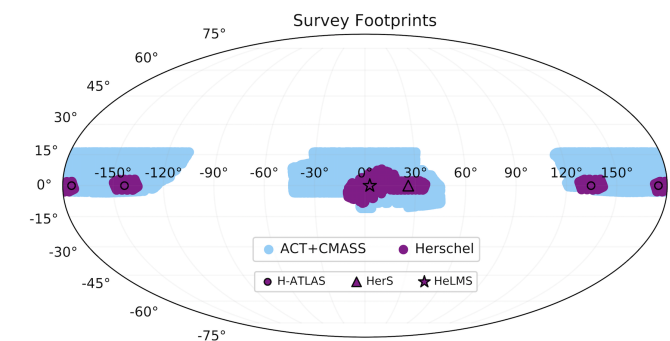 Survey Footprints
75°
60°
45°
30°
15°
-150° -120° -90° -60° -30° 0° 30° 60° 90° 120° 150°
0°
-15°
-30°
-45°
-60°
-75°
ACT+CMASS Herschel
H-ATLAS HerS HeLMS